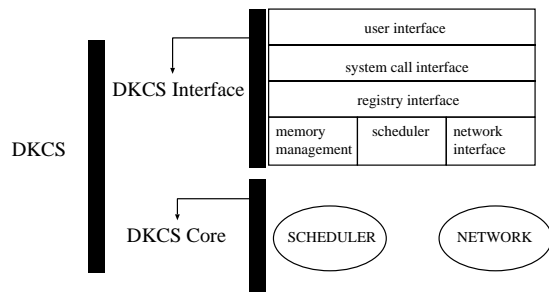 user interface
system call interface
DKCS Interface
registry interface
memory
management
scheduler
network
interface
DKCS
DKCS Core
SCHEDULER
NETWORK